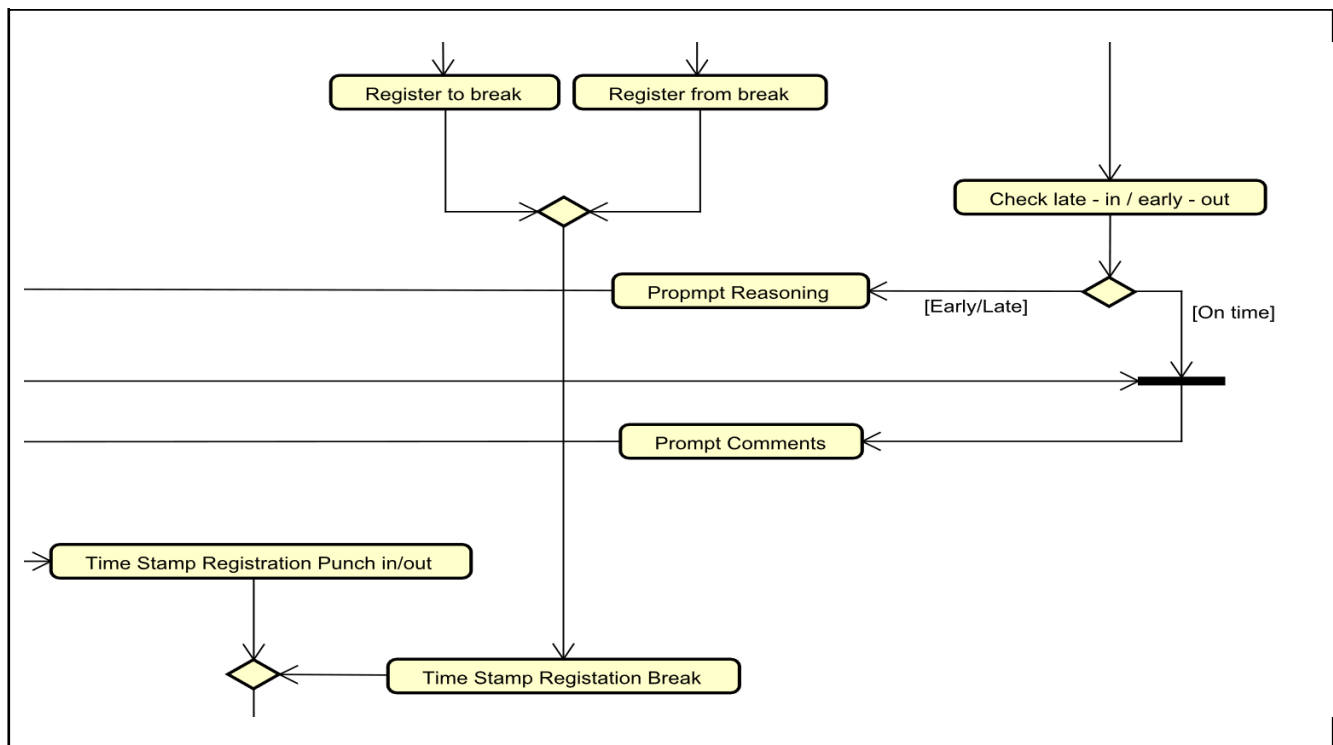 Register to break
Register from break
Check late - in / early - out
Propmpt Reasoning
[Early/Late]
[On time]
Prompt Comments
Time Stamp Registration Punch in/out
Time Stamp Registation Break